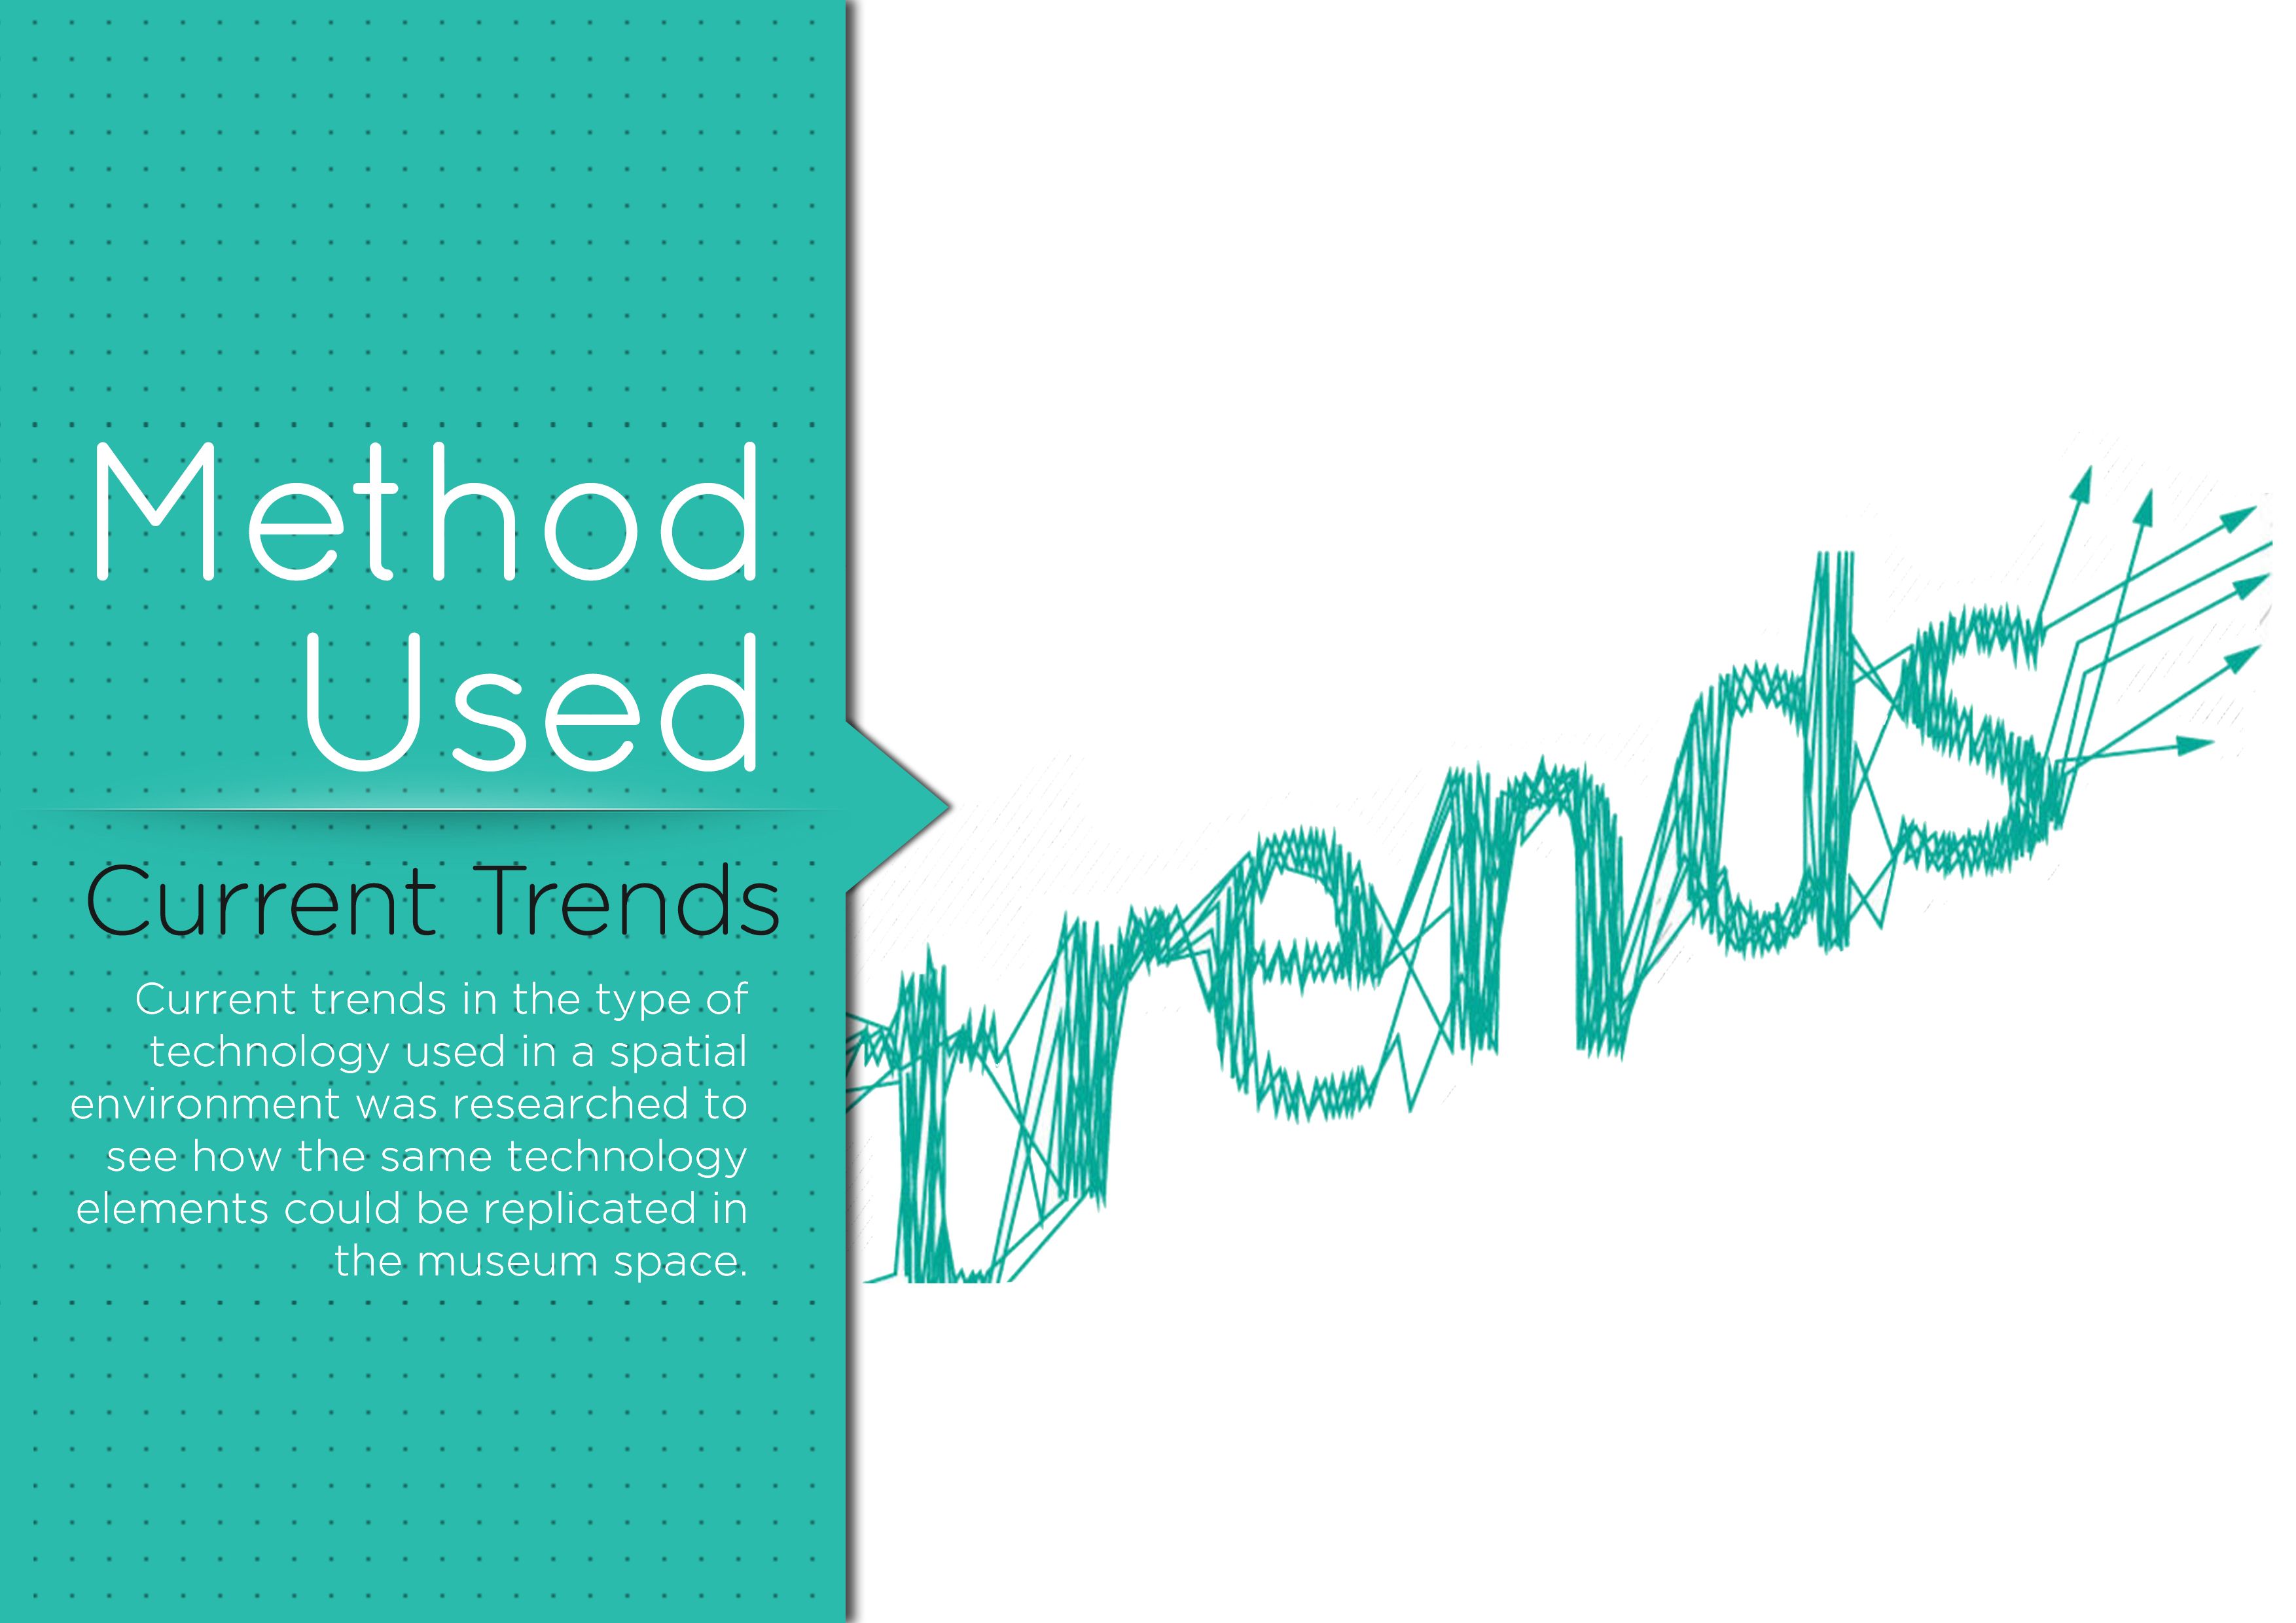 Method
Used
Current Trends
Current trends in the type of
technology used in a spatial
environment was researched to
see how the same technology
elements could be replicated in
the museum space.
trends